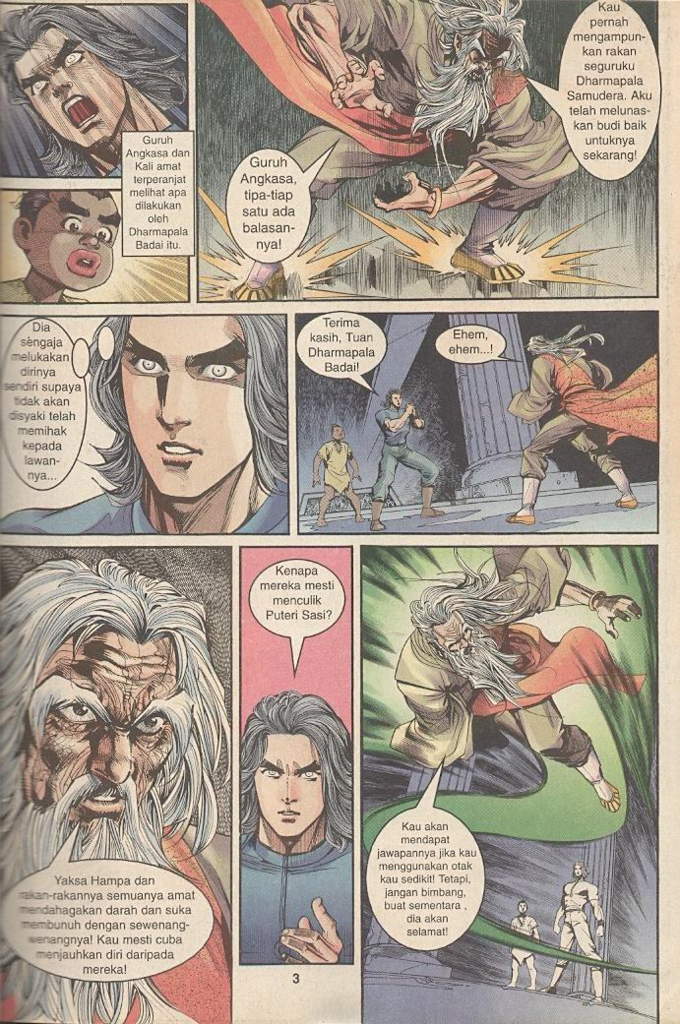 Guruh
Angkasa dan
Kali amat
terperanjat
melihat apa
dilakukan
oleh
Dharmapala
Badai itu.
Guruh
Angkasa,
tipa-tiap
satu ada
balasan-
nya!
Kau
pernah
mengampun-
kan rakan
seguruku
Dharmapala
Samudera. Aku
telah melunas-
kan budi baik
untuknya
sekarang!
Dia
sengaja
melukakan
dirinya
sendiri supaya
tidak akan
disyaki telah
memihak
kepada
lawan-
nya...
Terima
kasih, Tuan
Dharmapala
Badai!
Ehem,
ehem...!
Yaksa Hampa dan
rakan-rakannya semuanya amat
mendahagakan darah dan suka
membunuh dengan sewenang-
wenangnya! Kau mesti cuba
menjauhkan diri daripada
mereka!
Kenapa
mereka mesti
menculik
Puteri Sasi?
Kau akan
mendapat
jawapannya jika kau
menggunakan otak
kau sedikit! Tetapi,
jangan bimbang,
buat sementara ,
dia akan
selamat!
3